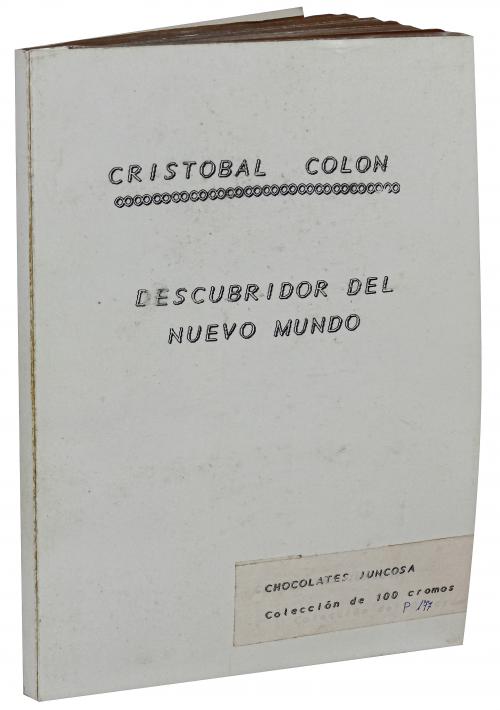 CRISTOBAL COLON
DESCUBRIDOR DEL
NUEVO MUNDO
CHOCOLATES JUNCOSA
Colección de 100 cromos